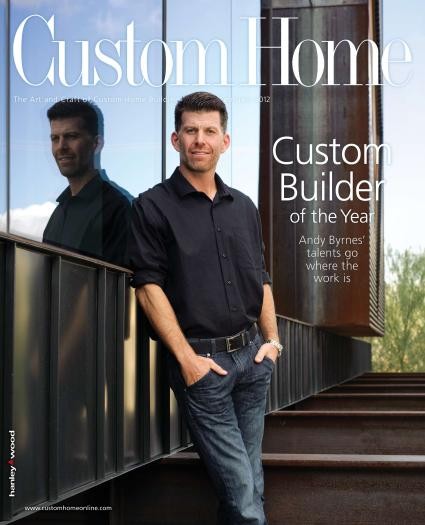 Custom Home
The Art and Craft of Custom Home Build
2012
Custom
Builder
of the Year
Andy Byrnes'
talents go
where the
work is
hanley wood
www.customhomeonline.com